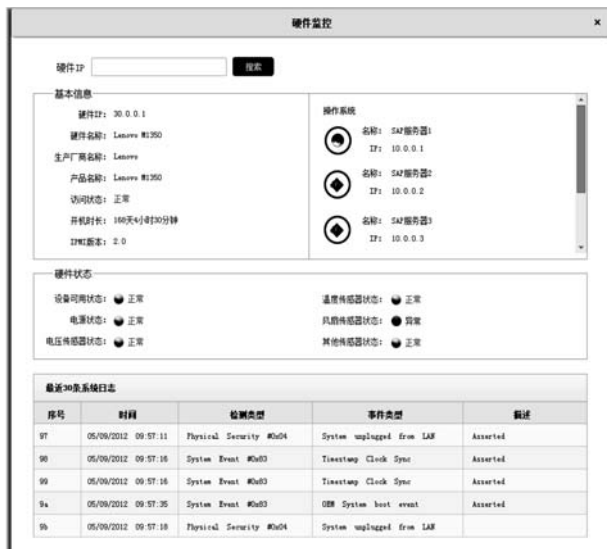 硬件监控
×
硬件IP
搜索
基本信息
硬件IP: 30.0.0.1
硬件名称: Lenovo M1350
生产厂商名称: Lenovo
产品名称: Lenovo M1350
访问状态: 正常
开机时长: 168天4小时30分钟
IPMI版本: 2.0
操作系统
名称: SAP服务器1
IP: 10.0.0.1
名称: SAP服务器2
IP: 10.0.0.2
名称: SAP服务器3
IP: 10.0.0.3
硬件状态
设备可用状态: 正常
温度传感器状态: 正常
电源状态: 正常
风扇传感器状态: 异常
电压传感器状态: 正常
其他传感器状态: 正常
最近30条系统日志
序号 时间 检测类型 事件类型 描述
97 05/09/2012 09:57:11 Physical Security #0x04 System unplugged from LAN Asserted
98 05/09/2012 09:57:16 System Event #0x83 Timestamp Clock Sync Asserted
99 05/09/2012 09:57:16 System Event #0x83 Timestamp Clock Sync Asserted
9a 05/09/2012 09:57:35 System Event #0x83 OEM System boot event Asserted
9b 05/09/2012 09:57:18 Physical Security #0x04 System unplugged from LAN